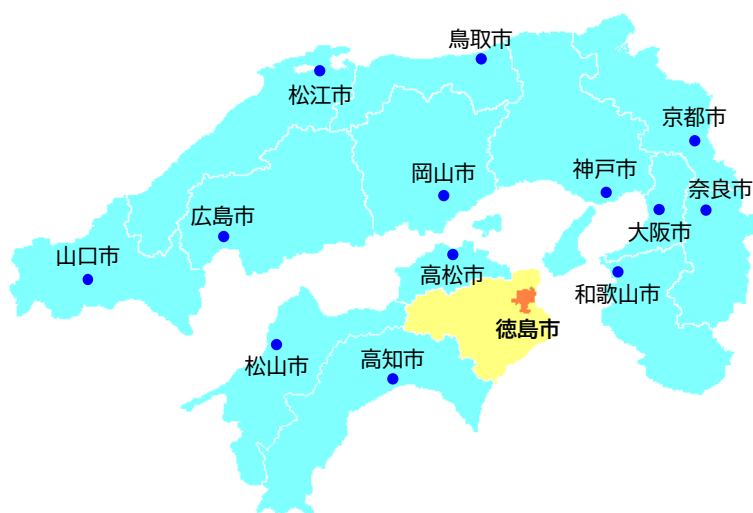 鳥取市
松江市
京都市
岡山市
神戸市
奈良市
広島市
大阪市
山口市
高松市
和歌山市
徳島市
松山市
高知市